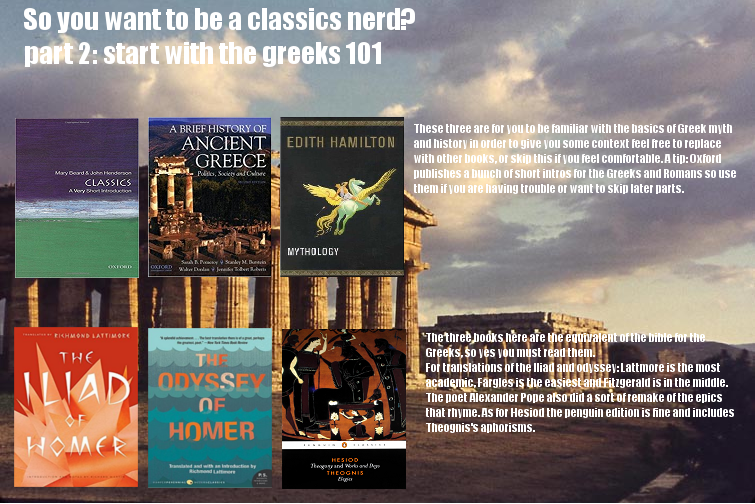 So you want to be a classics nerd?
part 2: start with the greeks 101
Mary Beard & John Henderson
CLASSICS
A Very Short Introduction
OXFORD
A BRIEF HISTORY OF
ANCIENT
GREECE
Politics, Society and Culture
SECOND EDITION
OXFORD
Sarah B. Pomeroy
Stanley M. Burstein
Walter Donlan
Jennifer Tolbert Roberts
EDITH HAMILTON
MYTHOLOGY
These three are for you to be familiar with the basics of Greek myth
and history in order to give you some context feel free to replace
with other books, or skip this if you feel comfortable. A tip: Oxford
publishes a bunch of short intros for the Greeks and Romans so use
them if you are having trouble or want to skip later parts.
TRANSLATED BY RICHMOND LATTIMORE
THE
ILIAD
OF
HOMER
THE
ODYSSEY
OF
HOMER
Translated and with an Introduction by
Richmond Lattimore
PENGUIN CLASSICS
HESIOD
Theogony and Works and Days
THEOGNIS
Elegies
The three books here are the equivalent of the bible for the
Greeks, so yes you must read them.
For translations of the Iliad and odyssey: Lattmore is the most
academic, Fargles is the easiest and Fitzgerald is in the middle.
The poet Alexander Pope also did a sort of remake of the epics
that rhyme. As for Hesiod the penguin edition is fine and includes
Theognis's aphorisms.